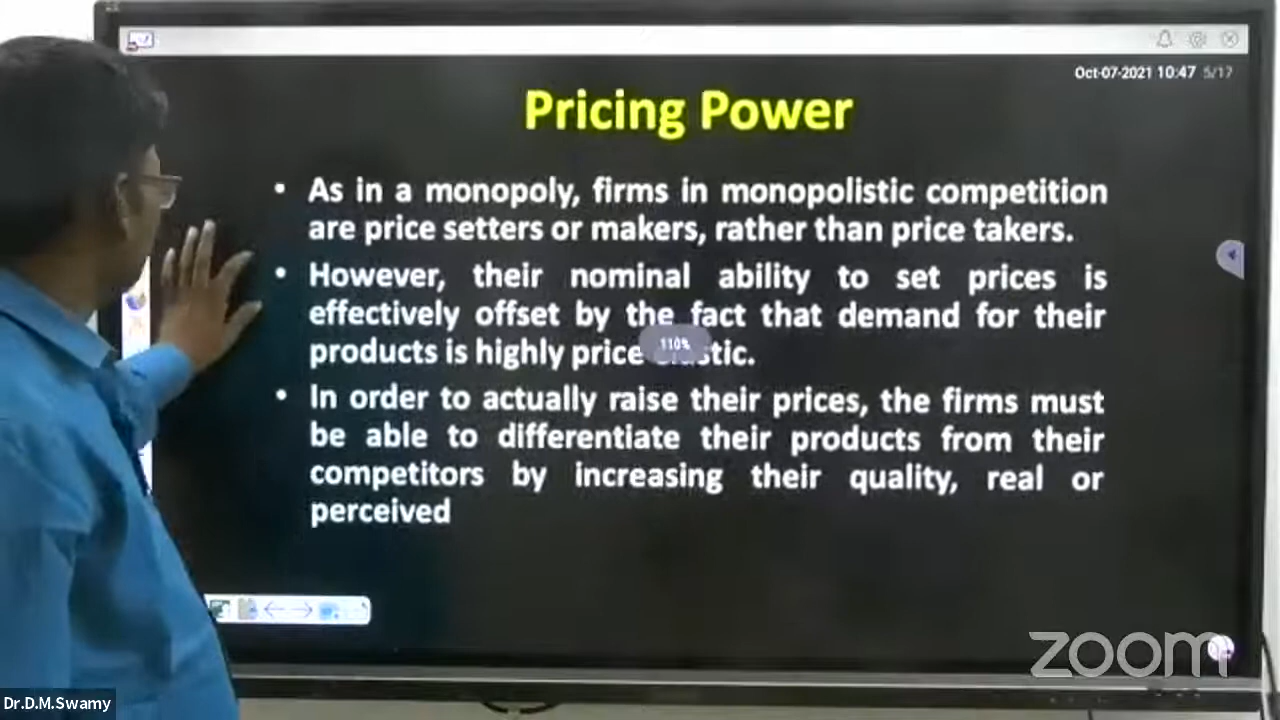 Oct-07-2021 10:47 5/17
Pricing Power
• As in a monopoly, firms in monopolistic competition
are price setters or makers, rather than price takers.
• However, their nominal ability to set prices is
effectively offset by the fact that demand for their
products is highly price
110%
• In order to actually raise their prices, the firms must
be able to differentiate their products from their
competitors by increasing their quality, real or
perceived
zoom
Dr.D.M.Swamy